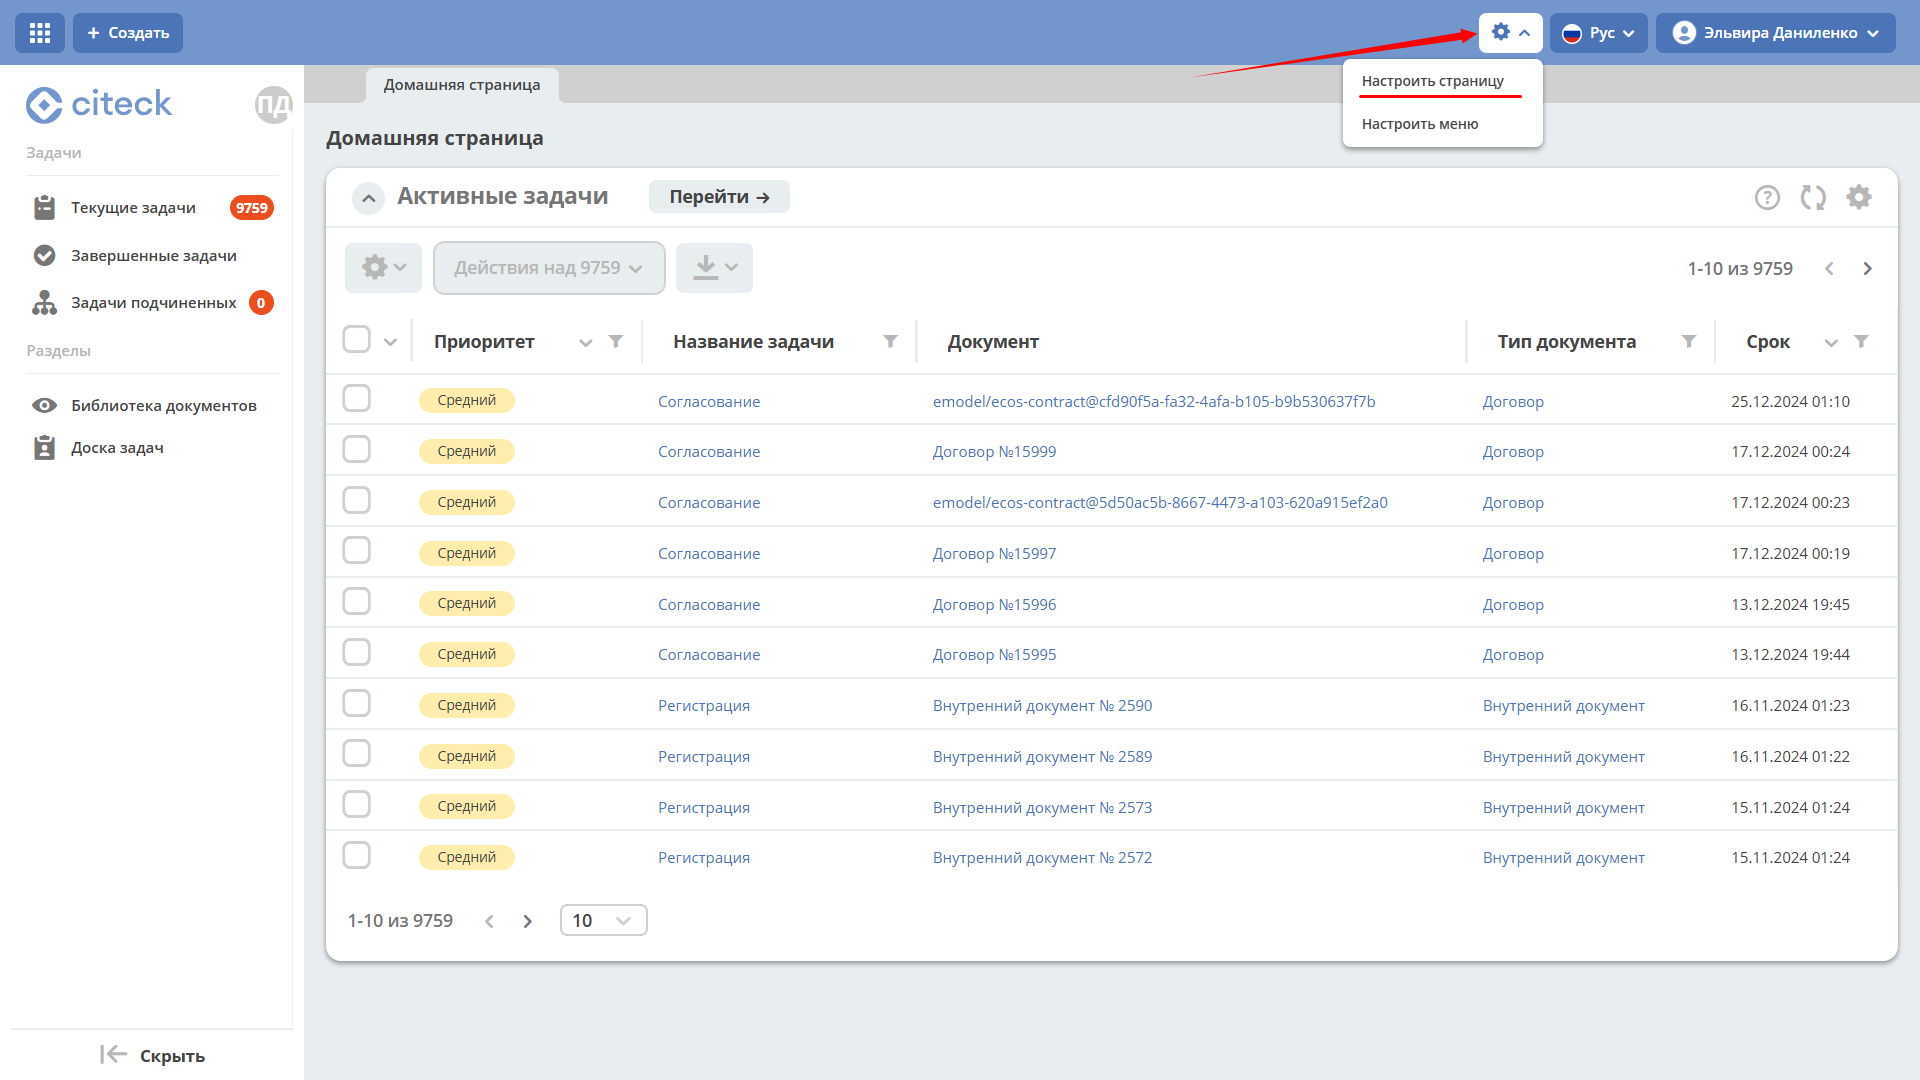 + Создать
Рус
Эльвира Даниленко
Настроить страницу
Настроить меню
citeck
ПД
Задачи
Текущие задачи 9759
Завершенные задачи
Задачи подчиненных 0
Разделы
Библиотека документов
Доска задач
Скрыть
Домашняя страница
Домашняя страница
Активные задачи Перейти →
Действия над 9759
1-10 из 9759
Приоритет Название задачи Документ Тип документа Срок
Средний Согласование emodel/ecos-contract@cfd90f5a-fa32-4afa-b105-b9b530637f7b Договор 25.12.2024 01:10
Средний Согласование Договор №15999 Договор 17.12.2024 00:24
Средний Согласование emodel/ecos-contract@5d50ac5b-8667-4473-a103-620a915ef2a0 Договор 17.12.2024 00:23
Средний Согласование Договор №15997 Договор 17.12.2024 00:19
Средний Согласование Договор №15996 Договор 13.12.2024 19:45
Средний Согласование Договор №15995 Договор 13.12.2024 19:44
Средний Регистрация Внутренний документ № 2590 Внутренний документ 16.11.2024 01:23
Средний Регистрация Внутренний документ № 2589 Внутренний документ 16.11.2024 01:22
Средний Регистрация Внутренний документ № 2573 Внутренний документ 15.11.2024 01:24
Средний Регистрация Внутренний документ № 2572 Внутренний документ 15.11.2024 01:24
1-10 из 9759 10